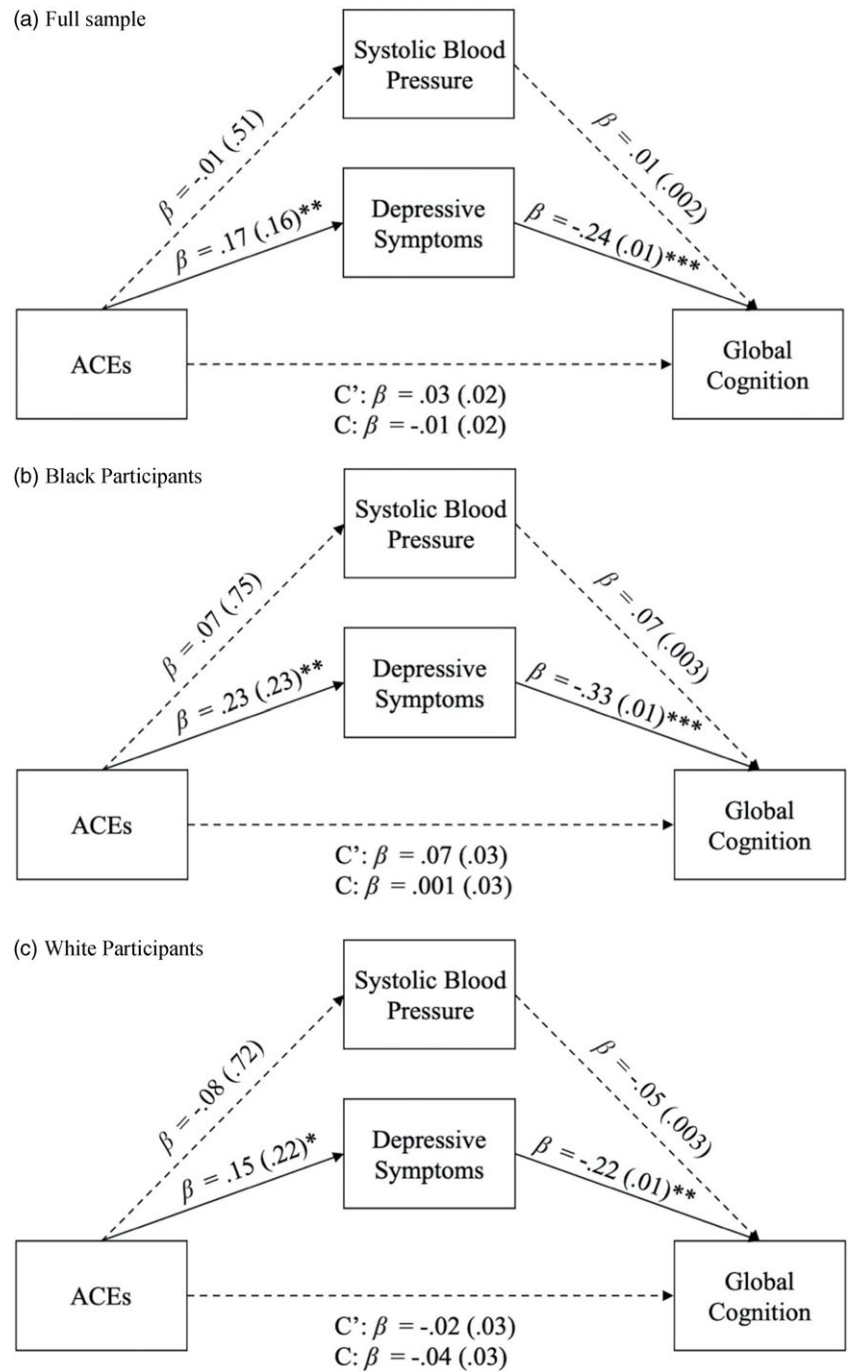 (a) Full sample
Systolic Blood
Pressure
β = -.01 (.51)
β = .01 (.002)
Depressive
Symptoms
β = .17 (.16)**
β = -.24 (.01)***
ACEs
Global
Cognition
C’: β = .03 (.02)
C: β = -.01 (.02)
(b) Black Participants
Systolic Blood
Pressure
β = .07 (.75)
β = .07 (.003)
Depressive
Symptoms
β = .23 (.23)**
β = -.33 (.01)***
ACEs
Global
Cognition
C’: β = .07 (.03)
C: β = .001 (.03)
(c) White Participants
Systolic Blood
Pressure
β = -.08 (.72)
β = -.05 (.003)
Depressive
Symptoms
β = .15 (.22)*
β = -.22 (.01)**
ACEs
Global
Cognition
C’: β = -.02 (.03)
C: β = -.04 (.03)